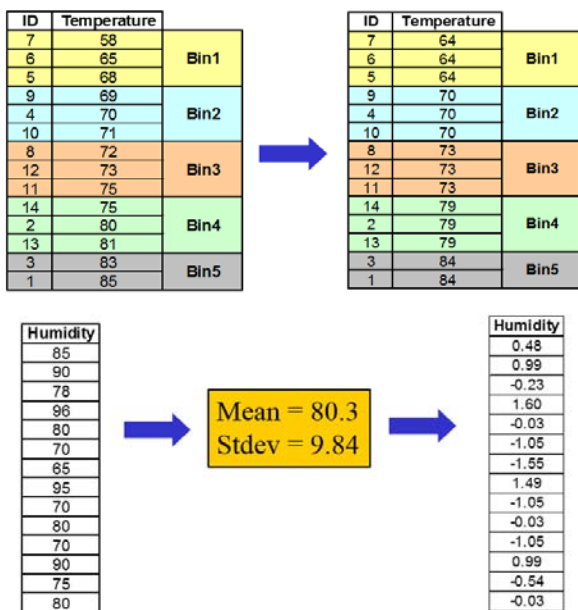 ID Temperature
7 58
6 65 Bin1
5 68
9 69
4 70 Bin2
10 71
8 72
12 73 Bin3
11 75
14 75
2 80 Bin4
13 81
3 83 Bin5
1 85
ID Temperature
7 64
6 64 Bin1
5 64
9 70
4 70 Bin2
10 70
8 73
12 73 Bin3
11 73
14 79
2 79 Bin4
13 79
3 84 Bin5
1 84
Humidity
85
90
78
96
80
70
65
95
70
80
70
90
75
80
Mean = 80.3
Stdev = 9.84
Humidity
0.48
0.99
-0.23
1.60
-0.03
-1.05
-1.55
1.49
-1.05
-0.03
-1.05
0.99
-0.54
-0.03